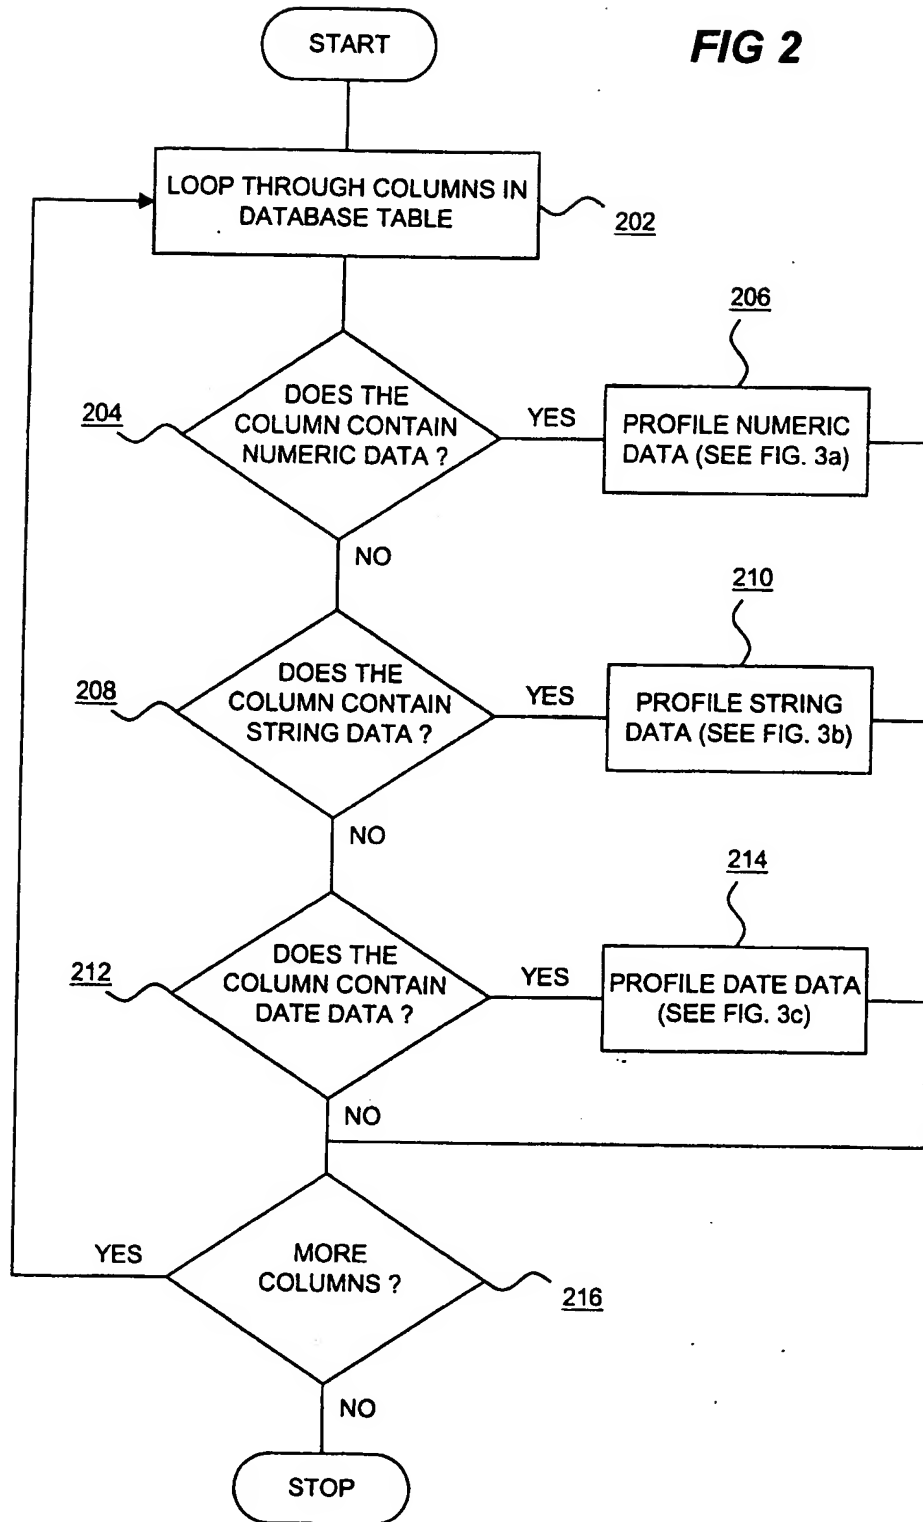 START
FIG 2
LOOP THROUGH COLUMNS IN
DATABASE TABLE
202
206
DOES THE
COLUMN CONTAIN
NUMERIC DATA ?
204
YES
PROFILE NUMERIC
DATA (SEE FIG. 3a)
NO
210
DOES THE
COLUMN CONTAIN
STRING DATA ?
208
YES
PROFILE STRING
DATA (SEE FIG. 3b)
NO
214
DOES THE
COLUMN CONTAIN
DATE DATA ?
212
YES
PROFILE DATE DATA
(SEE FIG. 3c)
NO
YES
MORE
COLUMNS ?
216
NO
STOP